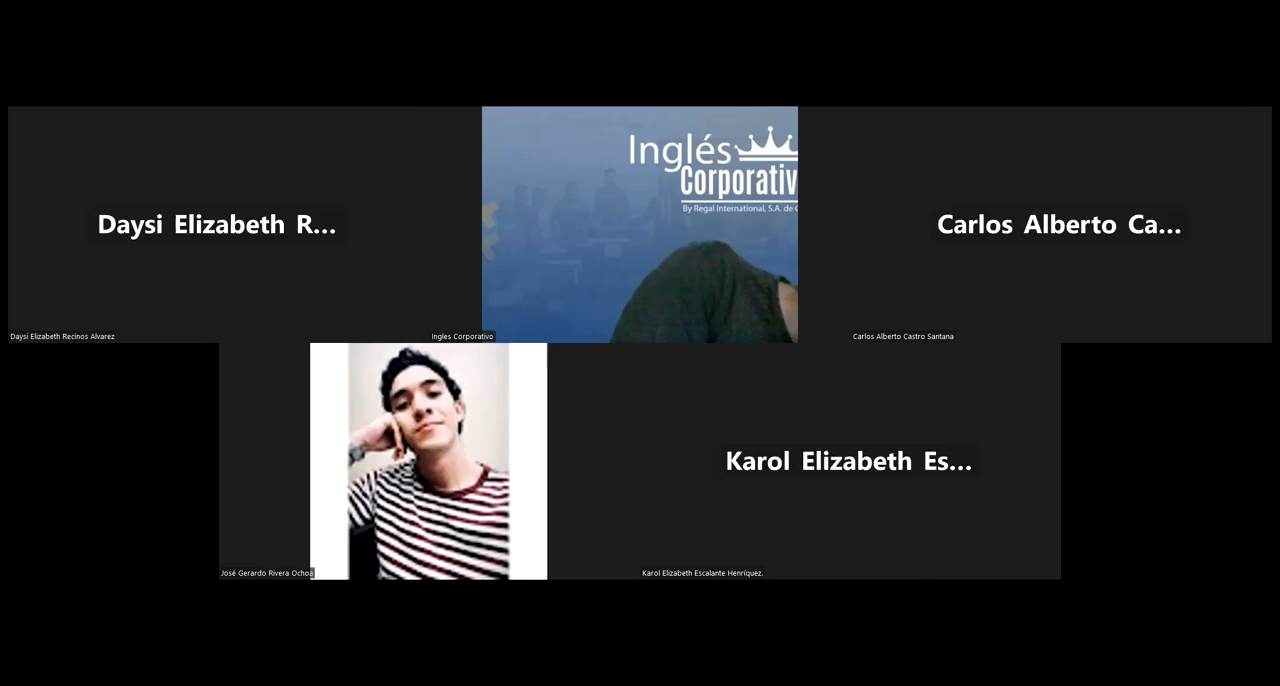 Daysi Elizabeth R...
Daysi Elizabeth Recinos Alvarez
Inglés
Corporativ
By Regal International, S.A. de C
Ingles Corporativo
Carlos Alberto Ca...
Carlos Alberto Castro Santana
José Gerardo Rivera Ochoa
Karol Elizabeth Es...
Karol Elizabeth Escalante Henríquez.